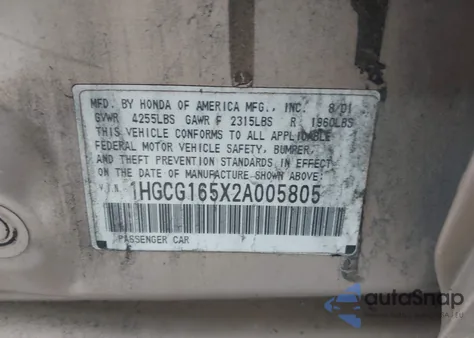 MFD. BY HONDA OF AMERICA MFG., INC. 8/01
GVWR 4255LBS GAWR F 2315LBS R 1960LBS
THIS VEHICLE CONFORMS TO ALL APPLICABLE
FEDERAL MOTOR VEHICLE SAFETY, BUMPER,
AND THEFT PREVENTION STANDARDS IN EFFECT
ON THE DATE OF MANUFACTURE SHOWN ABOVE.
V.I.N. 1HGCG165X2A005805
PASSENGER CAR
autoSnap